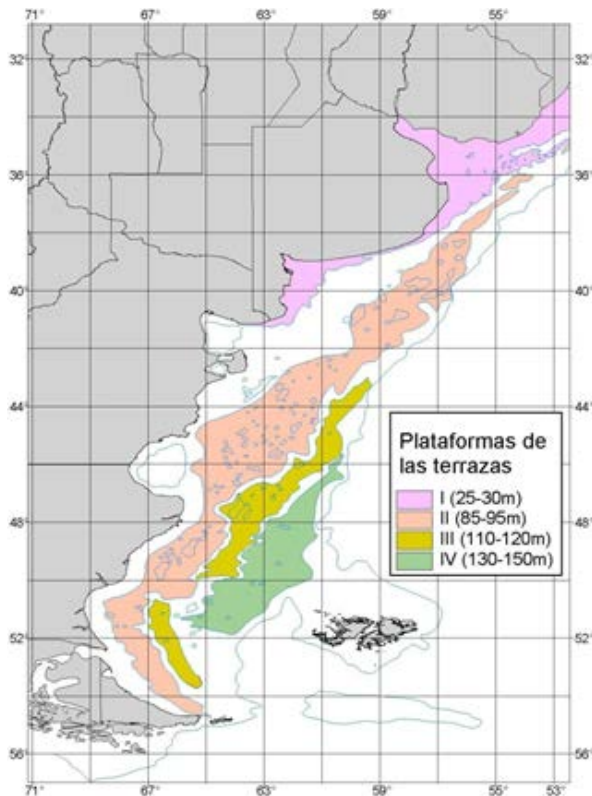 71° 67° 63° 59° 55°
32° 32°
36° 36°
40° 40°
44° 44°
Plataformas de
las terrazas
I (25-30m)
II (85-95m)
III (110-120m)
IV (130-150m)
48° 48°
52° 52°
56° 56°
71° 67° 63° 59° 55° 53°